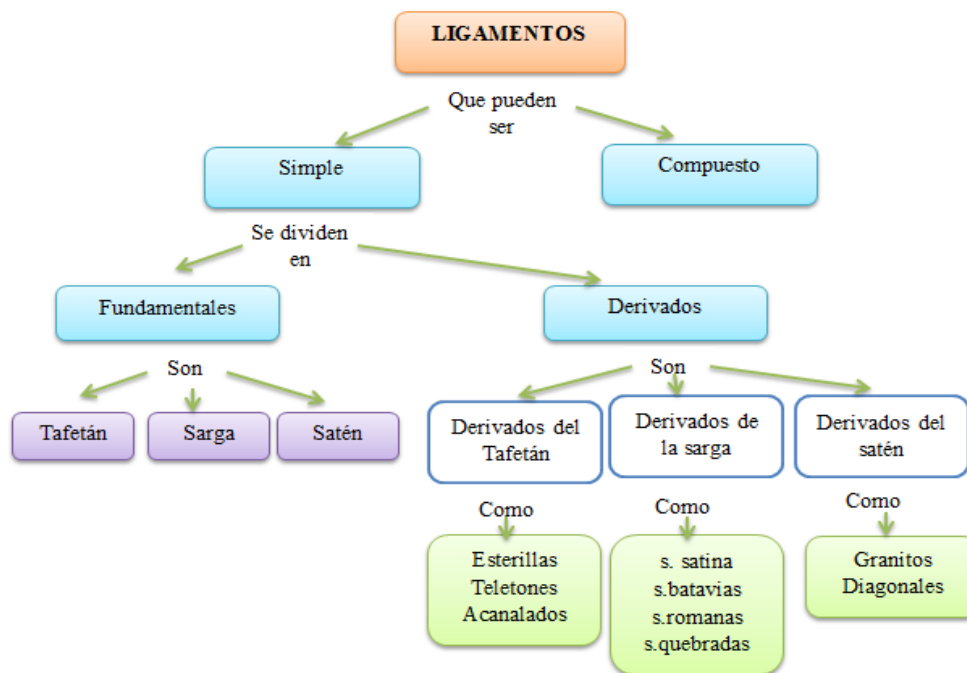 LIGAMENTOS
Que pueden
ser
Simple
Compuesto
Se dividen
en
Fundamentales
Derivados
Son
Son
Tafetán
Sarga
Satén
Derivados del
Tafetán
Derivados de
la sarga
Derivados del
satén
Como
Como
Como
Esterillas
Teletones
Acanalados
s. satina
s.batavias
s.romanas
s.quebradas
Granitos
Diagonales